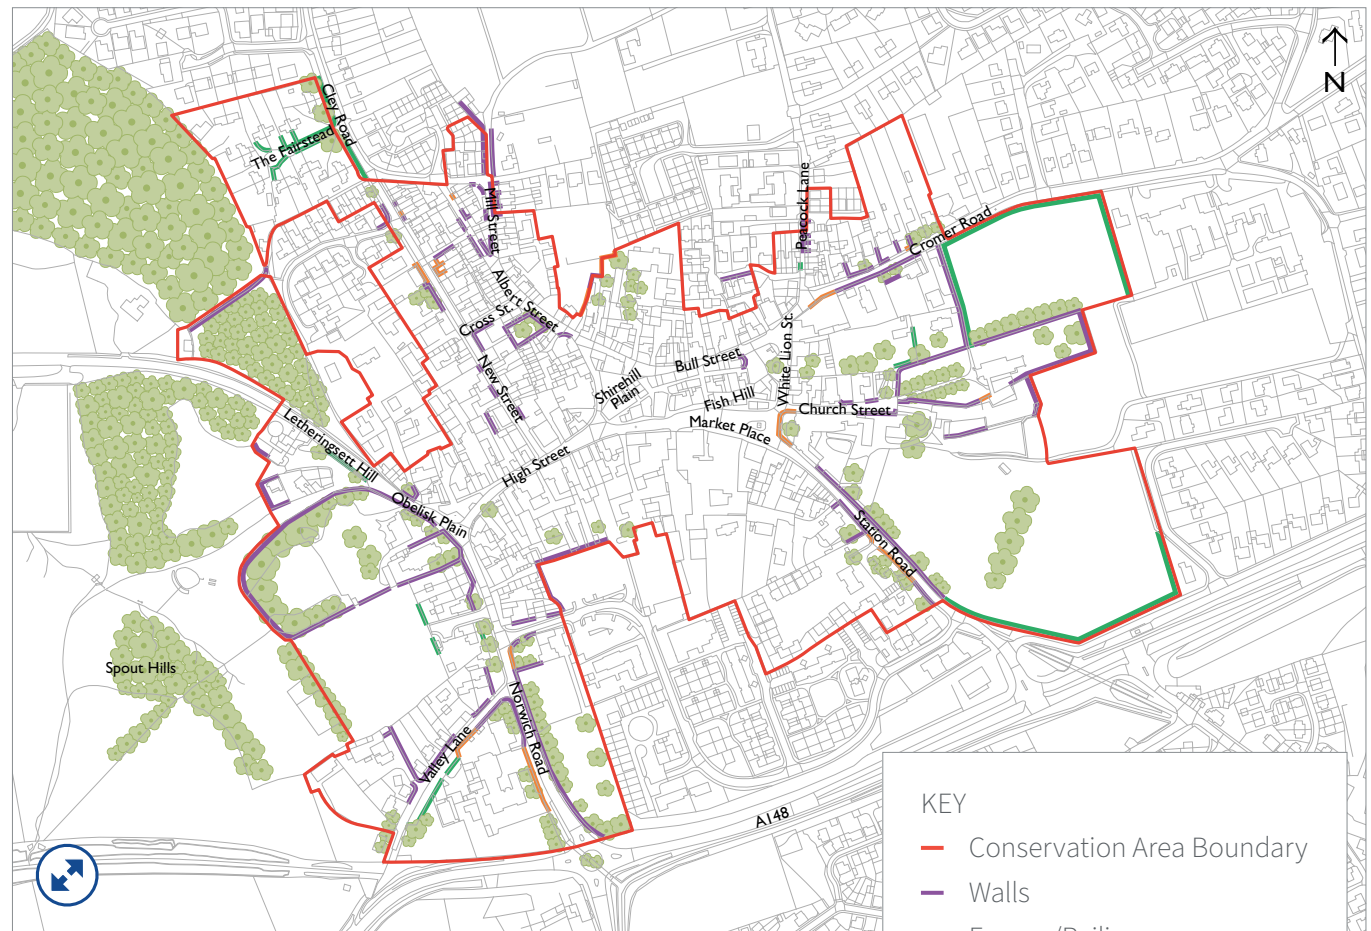 N
Cley Road
The Fairstead
Mill Street
Peacock Lane
Cromer Road
Albert Street
Cross St.
New Street
Shirehill
Plain
Bull Street
White Lion St.
Fish Hill
Church Street
Market Place
Letheringsett Hill
High Street
Obelisk Plain
Station Road
Spout Hills
Norwich Road
Valley Lane
A148
KEY
Conservation Area Boundary
Walls